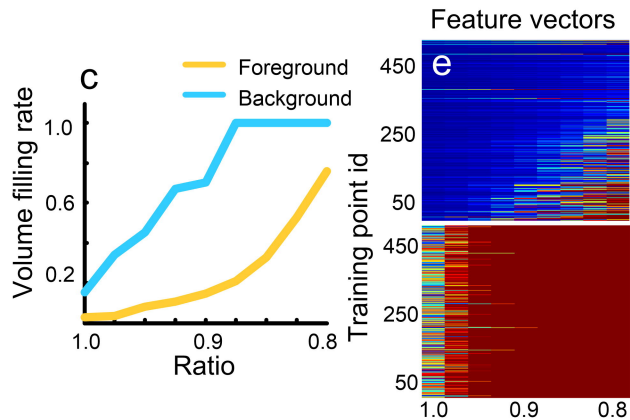 Feature vectors
c
Foreground
Background
Volume filling rate
1.0
0.6
0.2
1.0
0.9
0.8
Ratio
e
Training point id
450
250
50
450
250
50
1.0
0.9
0.8